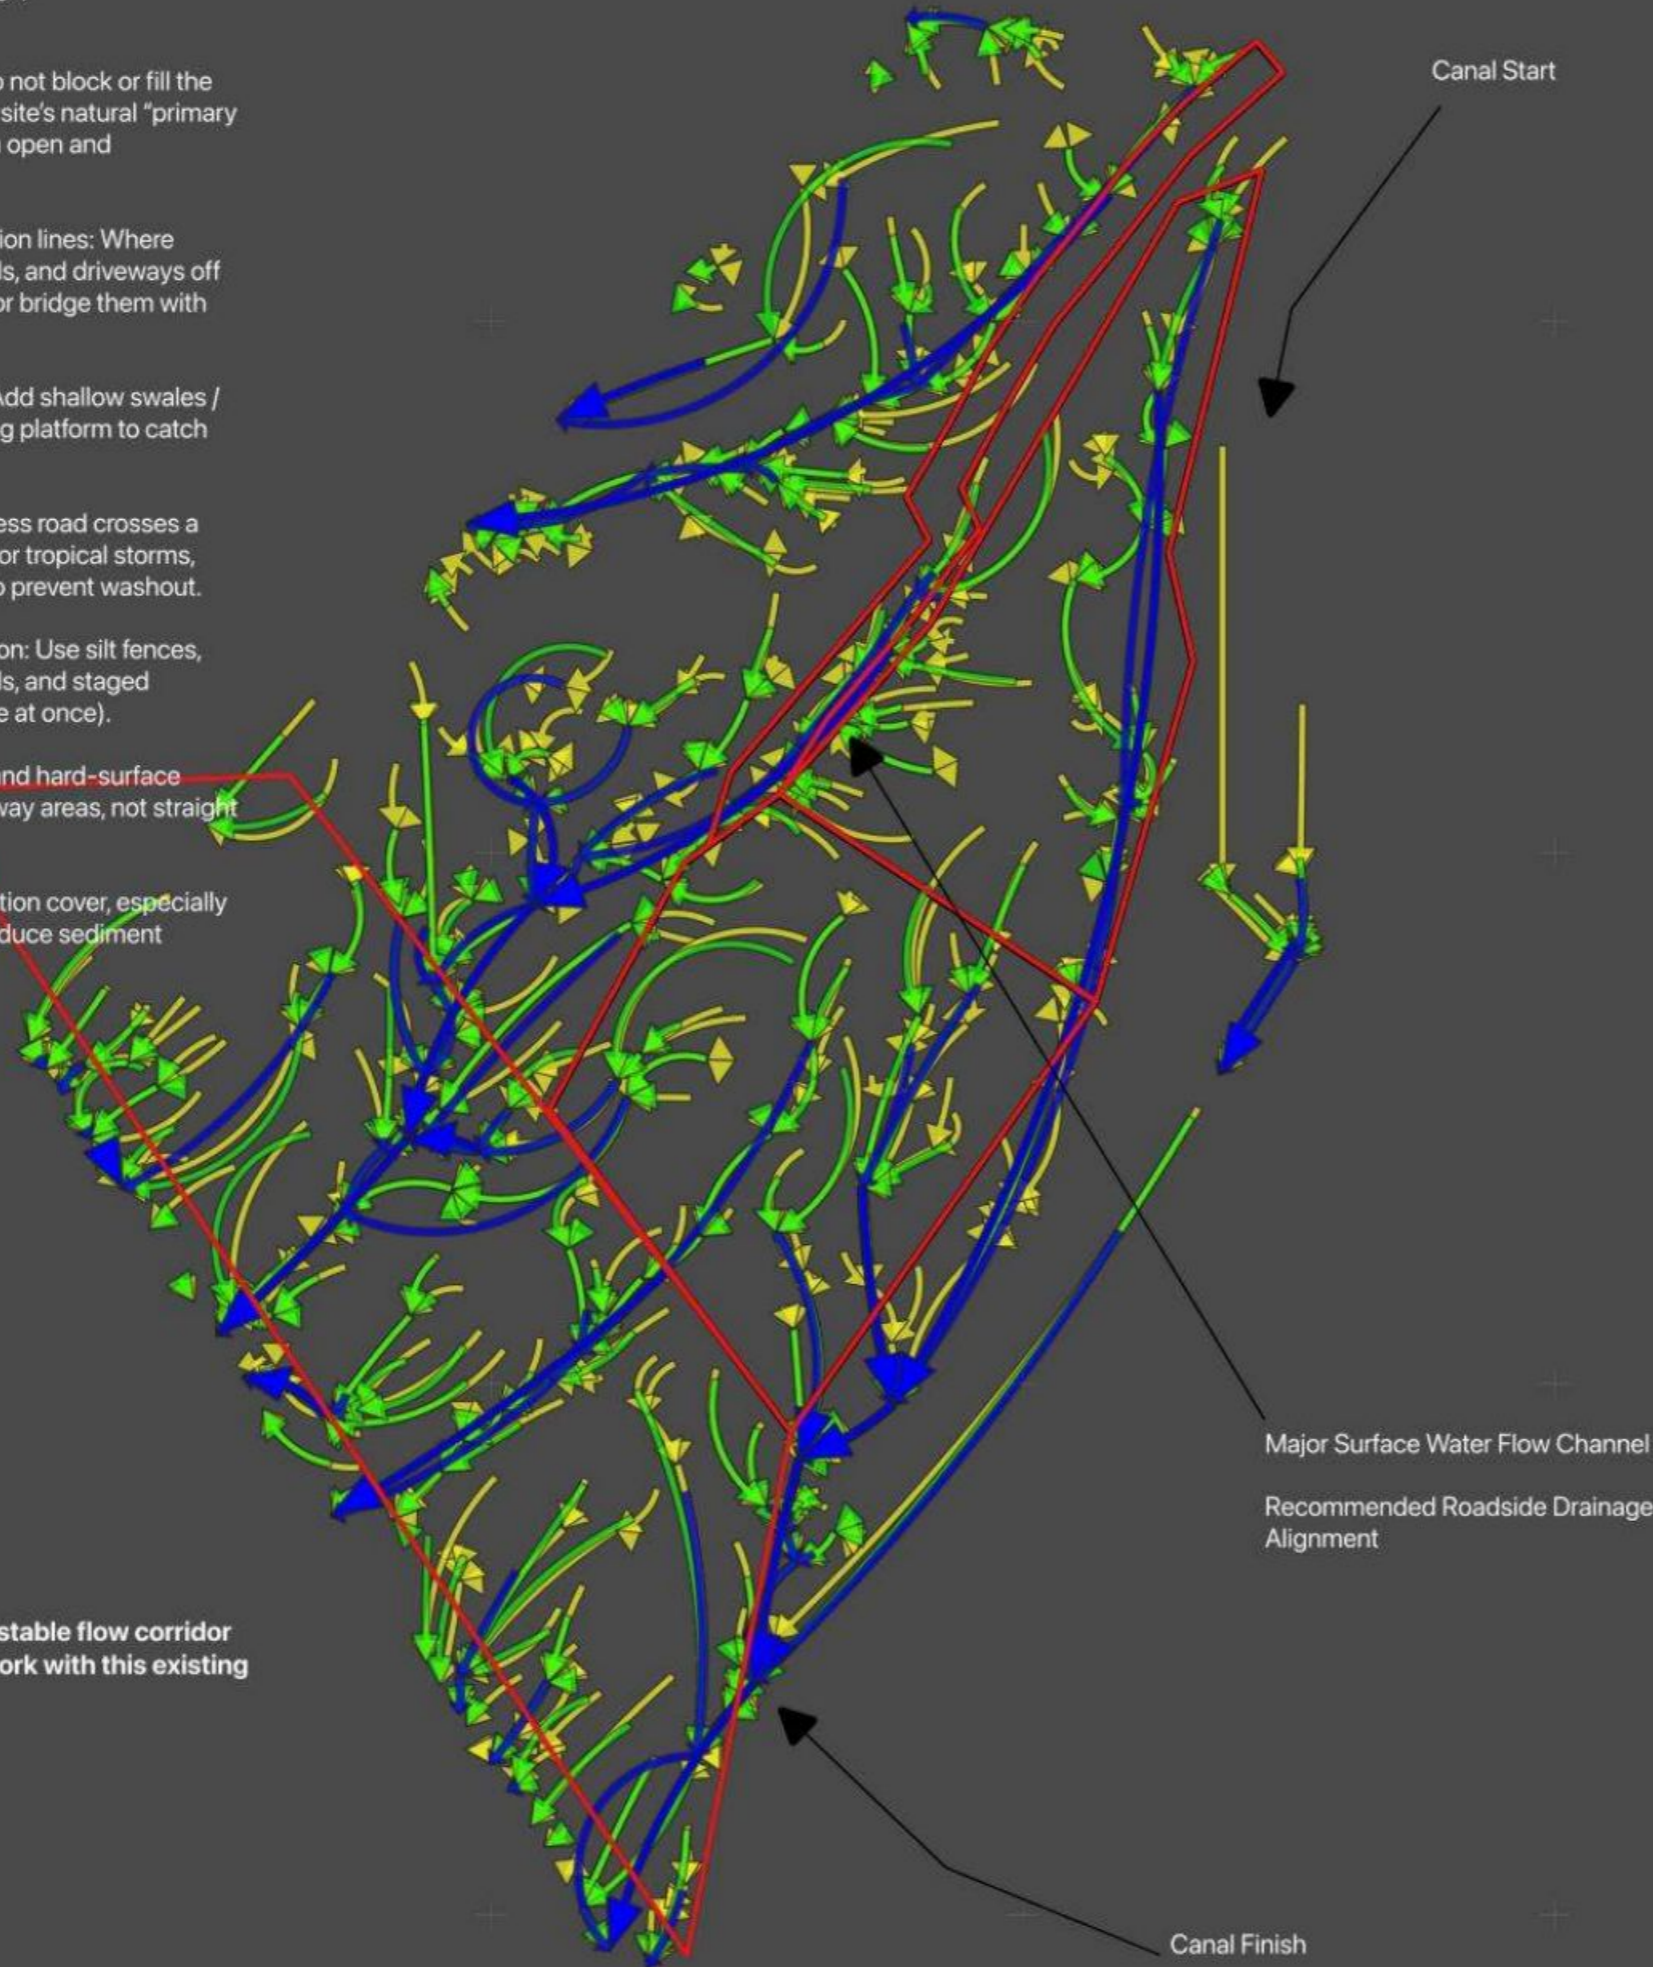 not block or fill the
site's natural “primary
open and
ion lines: Where
ls, and driveways off
or bridge them with
Add shallow swales /
g platform to catch
ess road crosses a
or tropical storms,
o prevent washout.
on: Use silt fences,
ls, and staged
e at once).
and hard-surface
way areas, not straight
tion cover, especially
duce sediment
stable flow corridor
ork with this existing
Canal Start
Major Surface Water Flow Channel
Recommended Roadside Drainage
Alignment
Canal Finish